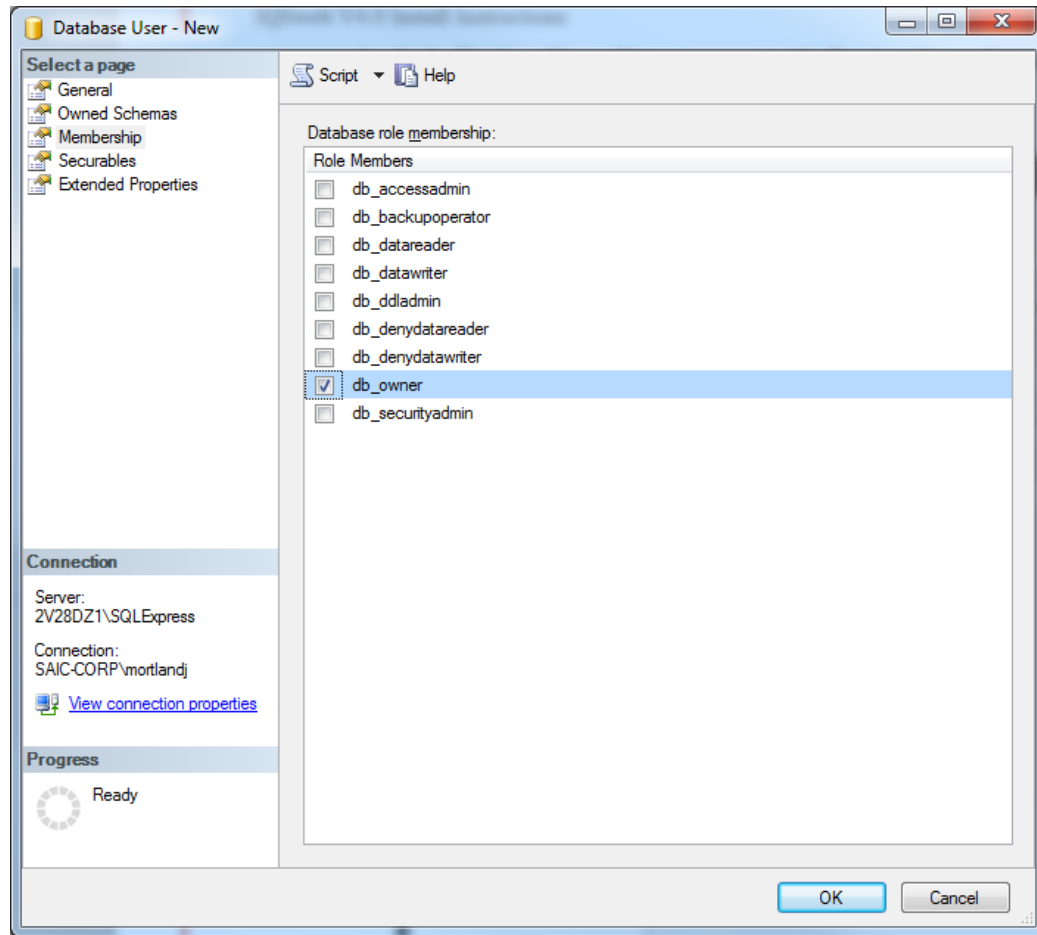 Database User - New
Select a page
General
Owned Schemas
Membership
Securables
Extended Properties
Script
Help
Database role membership:
Role Members
db_accessadmin
db_backupoperator
db_datareader
db_datawriter
db_ddladmin
db_denydatareader
db_denydatawriter
db_owner
db_securityadmin
Connection
Server:
2V28DZ1\SQLExpress
Connection:
SAIC-CORP\mortlandj
View connection properties
Progress
Ready
OK
Cancel